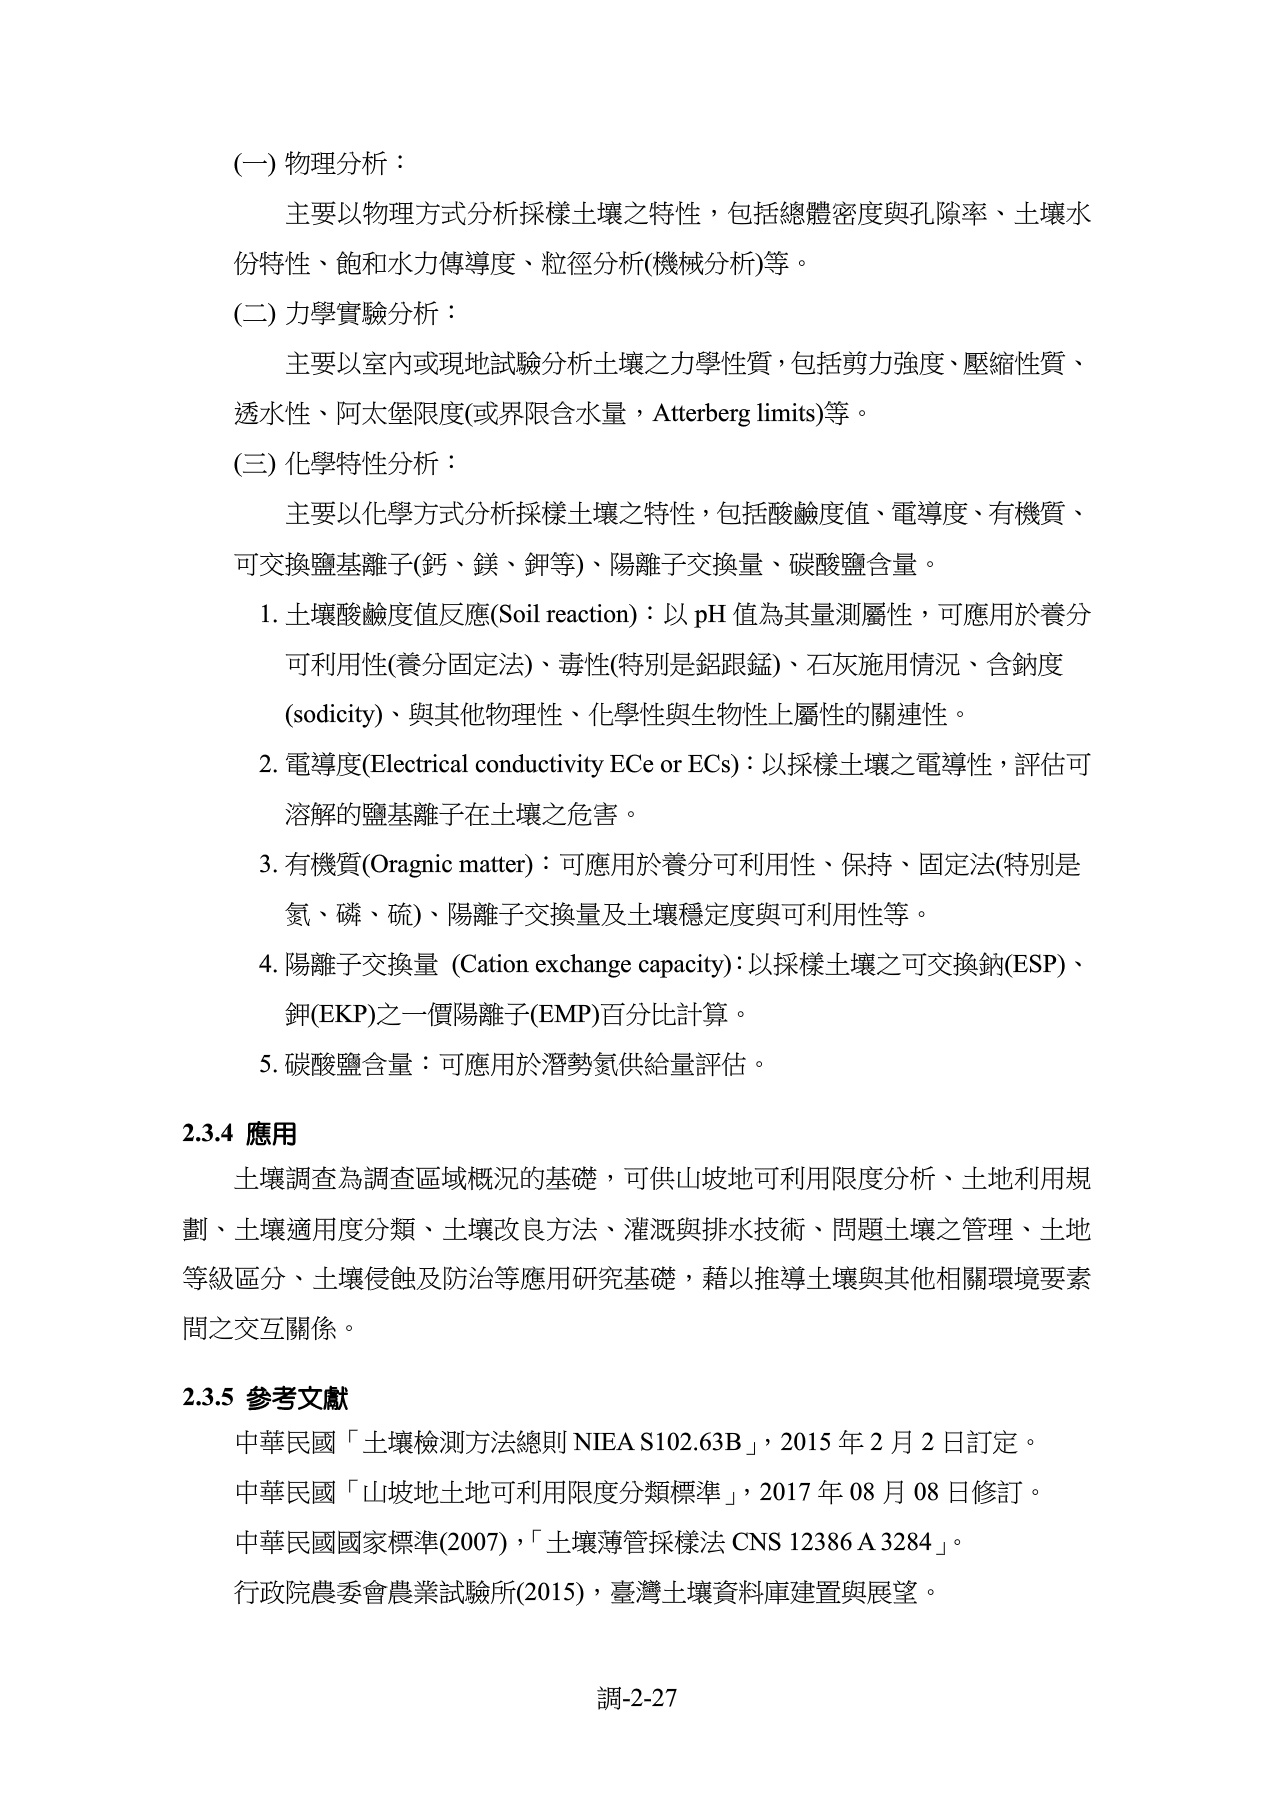 (一) 物理分析：
主要以物理方式分析採樣土壤之特性，包括總體密度與孔隙率、土壤水
份特性、飽和水力傳導度、粒徑分析(機械分析)等。
(二) 力學實驗分析：
主要以室內或現地試驗分析土壤之力學性質，包括剪力強度、壓縮性質、
透水性、阿太堡限度(或界限含水量，Atterberg limits)等。
(三) 化學特性分析：
主要以化學方式分析採樣土壤之特性，包括酸鹼度值、電導度、有機質、
可交換鹽基離子(鈣、鎂、鉀等)、陽離子交換量、碳酸鹽含量。
1. 土壤酸鹼度值反應(Soil reaction)：以 pH 值為其量測屬性，可應用於養分
可利用性(養分固定法)、毒性(特別是鋁跟錳)、石灰施用情況、含鈉度
(sodicity)、與其他物理性、化學性與生物性上屬性的關連性。
2. 電導度(Electrical conductivity ECe or ECs)：以採樣土壤之電導性，評估可
溶解的鹽基離子在土壤之危害。
3. 有機質(Oragnic matter)：可應用於養分可利用性、保持、固定法(特別是
氮、磷、硫)、陽離子交換量及土壤穩定度與可利用性等。
4. 陽離子交換量 (Cation exchange capacity)：以採樣土壤之可交換鈉(ESP)、
鉀(EKP)之一價陽離子(EMP)百分比計算。
5. 碳酸鹽含量：可應用於潛勢氮供給量評估。
2.3.4 應用
土壤調查為調查區域概況的基礎，可供山坡地可利用限度分析、土地利用規
劃、土壤適用度分類、土壤改良方法、灌溉與排水技術、問題土壤之管理、土地
等級區分、土壤侵蝕及防治等應用研究基礎，藉以推導土壤與其他相關環境要素
間之交互關係。
2.3.5 參考文獻
中華民國「土壤檢測方法總則 NIEA S102.63B」，2015 年 2 月 2 日訂定。
中華民國「山坡地土地可利用限度分類標準」，2017 年 08 月 08 日修訂。
中華民國國家標準(2007)，「土壤薄管採樣法 CNS 12386 A 3284」。
行政院農委會農業試驗所(2015)，臺灣土壤資料庫建置與展望。
調-2-27